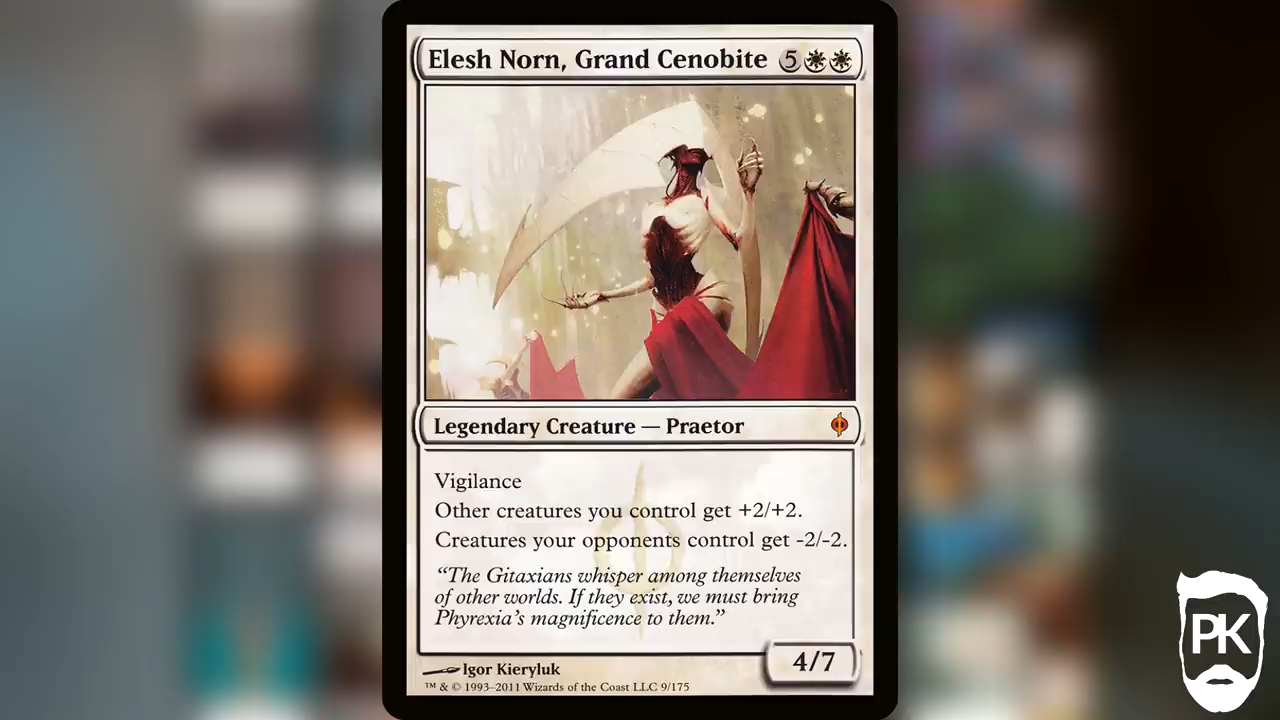 Elesh Norn, Grand Cenobite 5
Legendary Creature — Praetor
Vigilance
Other creatures you control get +2/+2.
Creatures your opponents control get -2/-2.
“The Gitaxians whisper among themselves
of other worlds. If they exist, we must bring
Phyrexia’s magnificence to them.”
4/7
Igor Kieryluk
™ & © 1993–2011 Wizards of the Coast LLC 9/175
PK